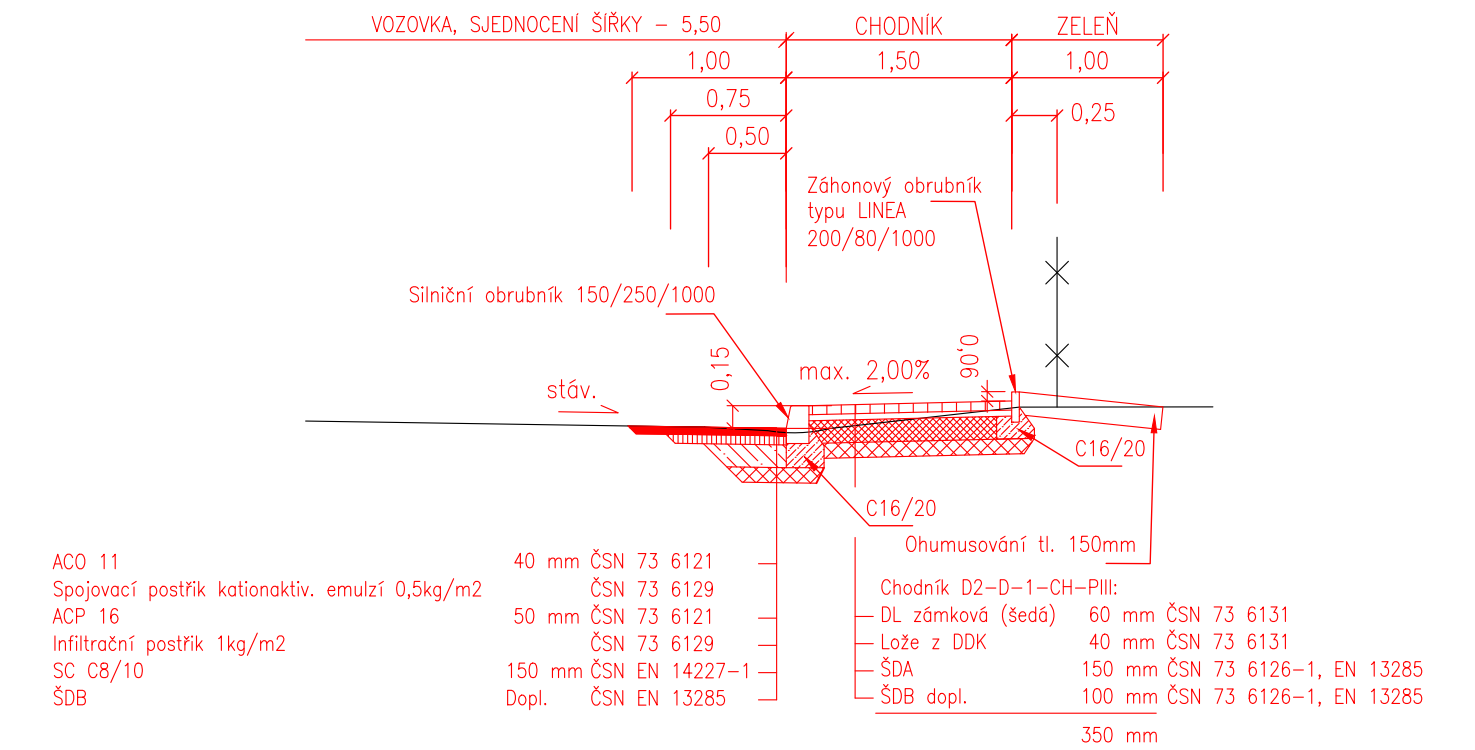 VOZOVKA, SJEDNOCENÍ ŠÍŘKY - 5,50
CHODNÍK
ZELEŇ
1,00
1,50
1,00
0,75
0,25
0,50
Záhonový obrubník
typu LINEA
200/80/1000
Silniční obrubník 150/250/1000
0,15
max. 2,00%
0,06
stáv.
C16/20
C16/20
Ohumusování tl. 150mm
ACO 11 40 mm ČSN 73 6121
Spojovací postřik kationaktiv. emulzí 0,5kg/m2 ČSN 73 6129
ACP 16 50 mm ČSN 73 6121
Infiltrační postřik 1kg/m2 ČSN 73 6129
SC C8/10 150 mm ČSN EN 14227-1
ŠDB Dopl. ČSN EN 13285
Chodník D2-D-1-CH-PIII:
DL zámková (šedá) 60 mm ČSN 73 6131
Lože z DDK 40 mm ČSN 73 6131
ŠDA 150 mm ČSN 73 6126-1, EN 13285
ŠDB dopl. 100 mm ČSN 73 6126-1, EN 13285
350 mm